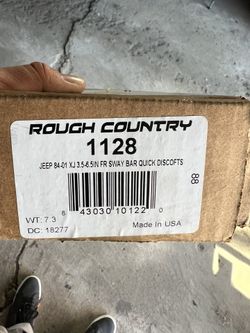 ROUGH COUNTRY
1128
JEEP 84-01 XJ 3.5-6.5IN FR SWAY BAR QUICK DISCOFTS
88
WT: 7.3
6 43030 10122 0
DC: 18277
Made In USA